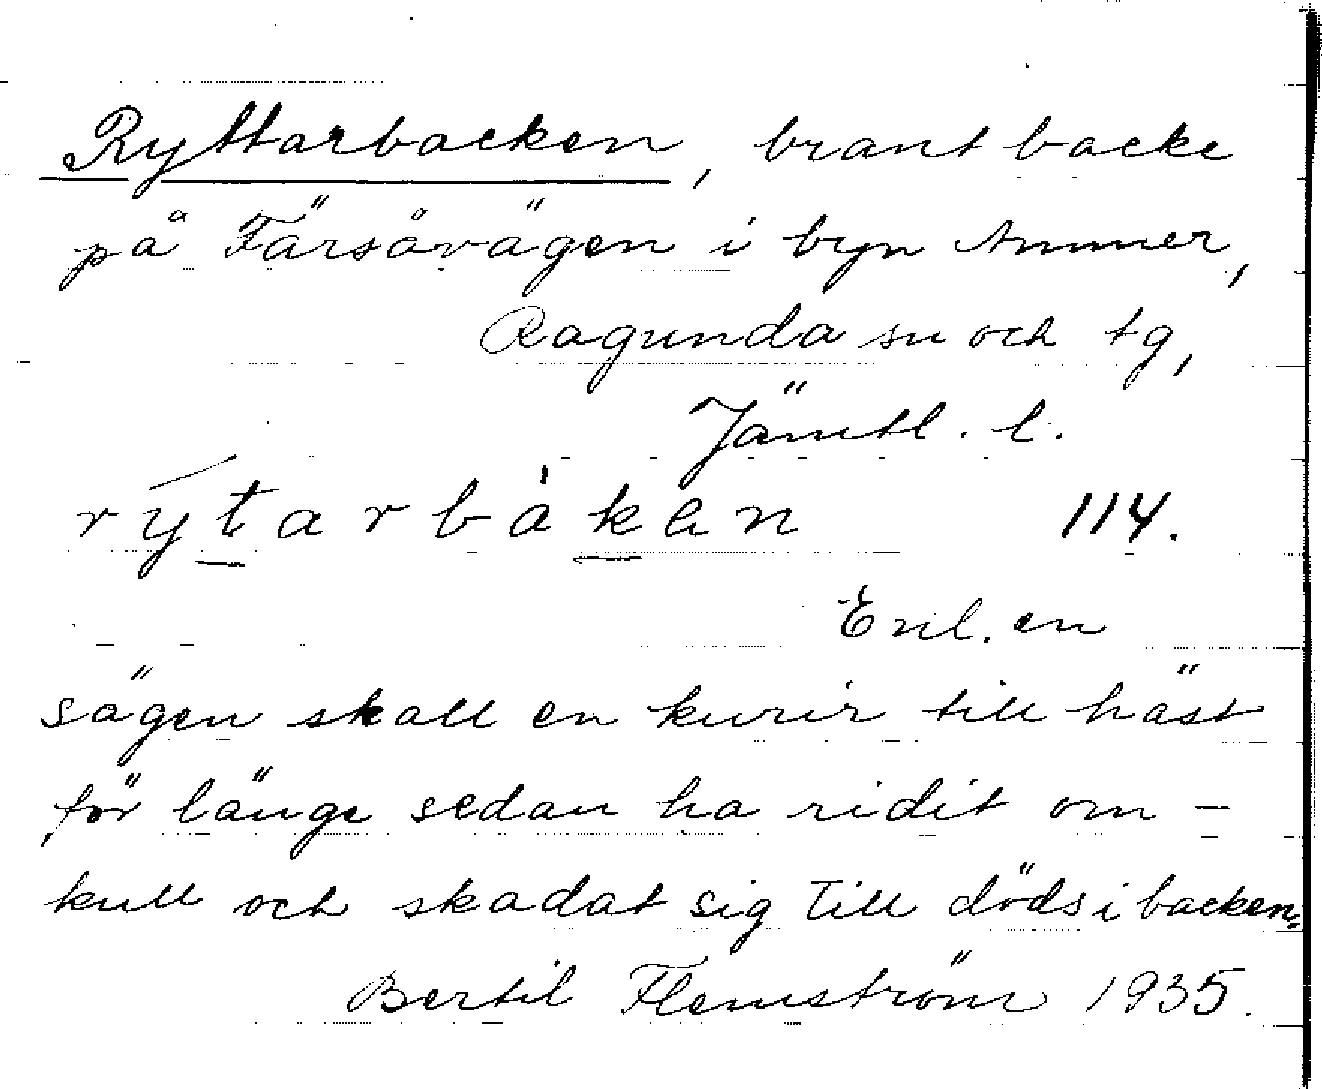 Ryttarbacken, brant backe
på Färsåvägen i byn Ammer,
Ragunda sn och tg,
Jämtl. l.
rýtarbàken 114.
Enl. en
sägen skall en kurir till häst
för länge sedan ha ridit om-
kull och skadat sig till döds i backen.
Bertil Flemström 1935.